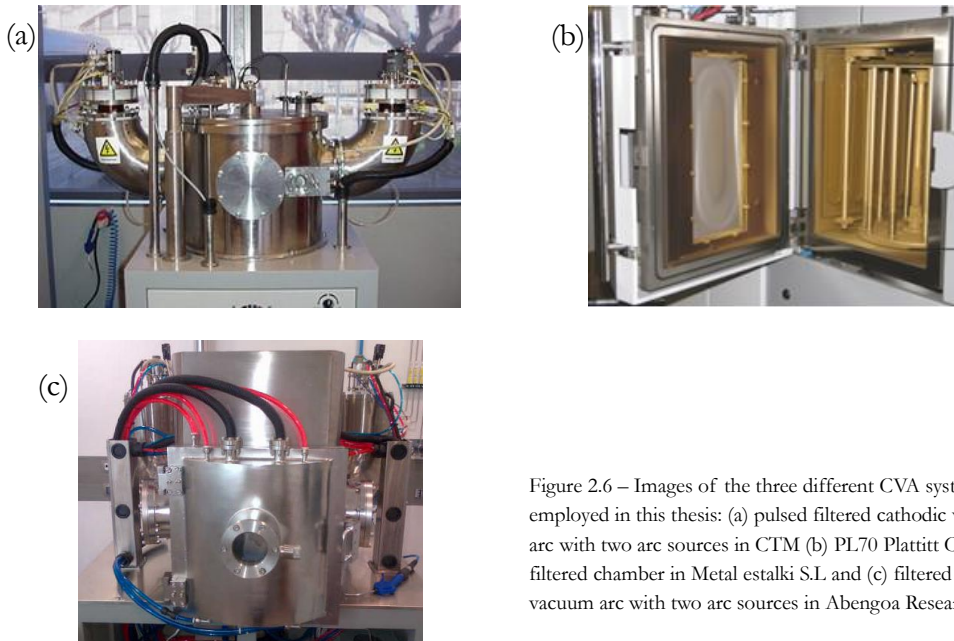 (a)
(b)
(c)
Figure 2.6 – Images of the three different CVA syst
employed in this thesis: (a) pulsed filtered cathodic v
arc with two arc sources in CTM (b) PL70 Plattitt C
filtered chamber in Metal estalki S.L and (c) filtered
vacuum arc with two arc sources in Abengoa Resear